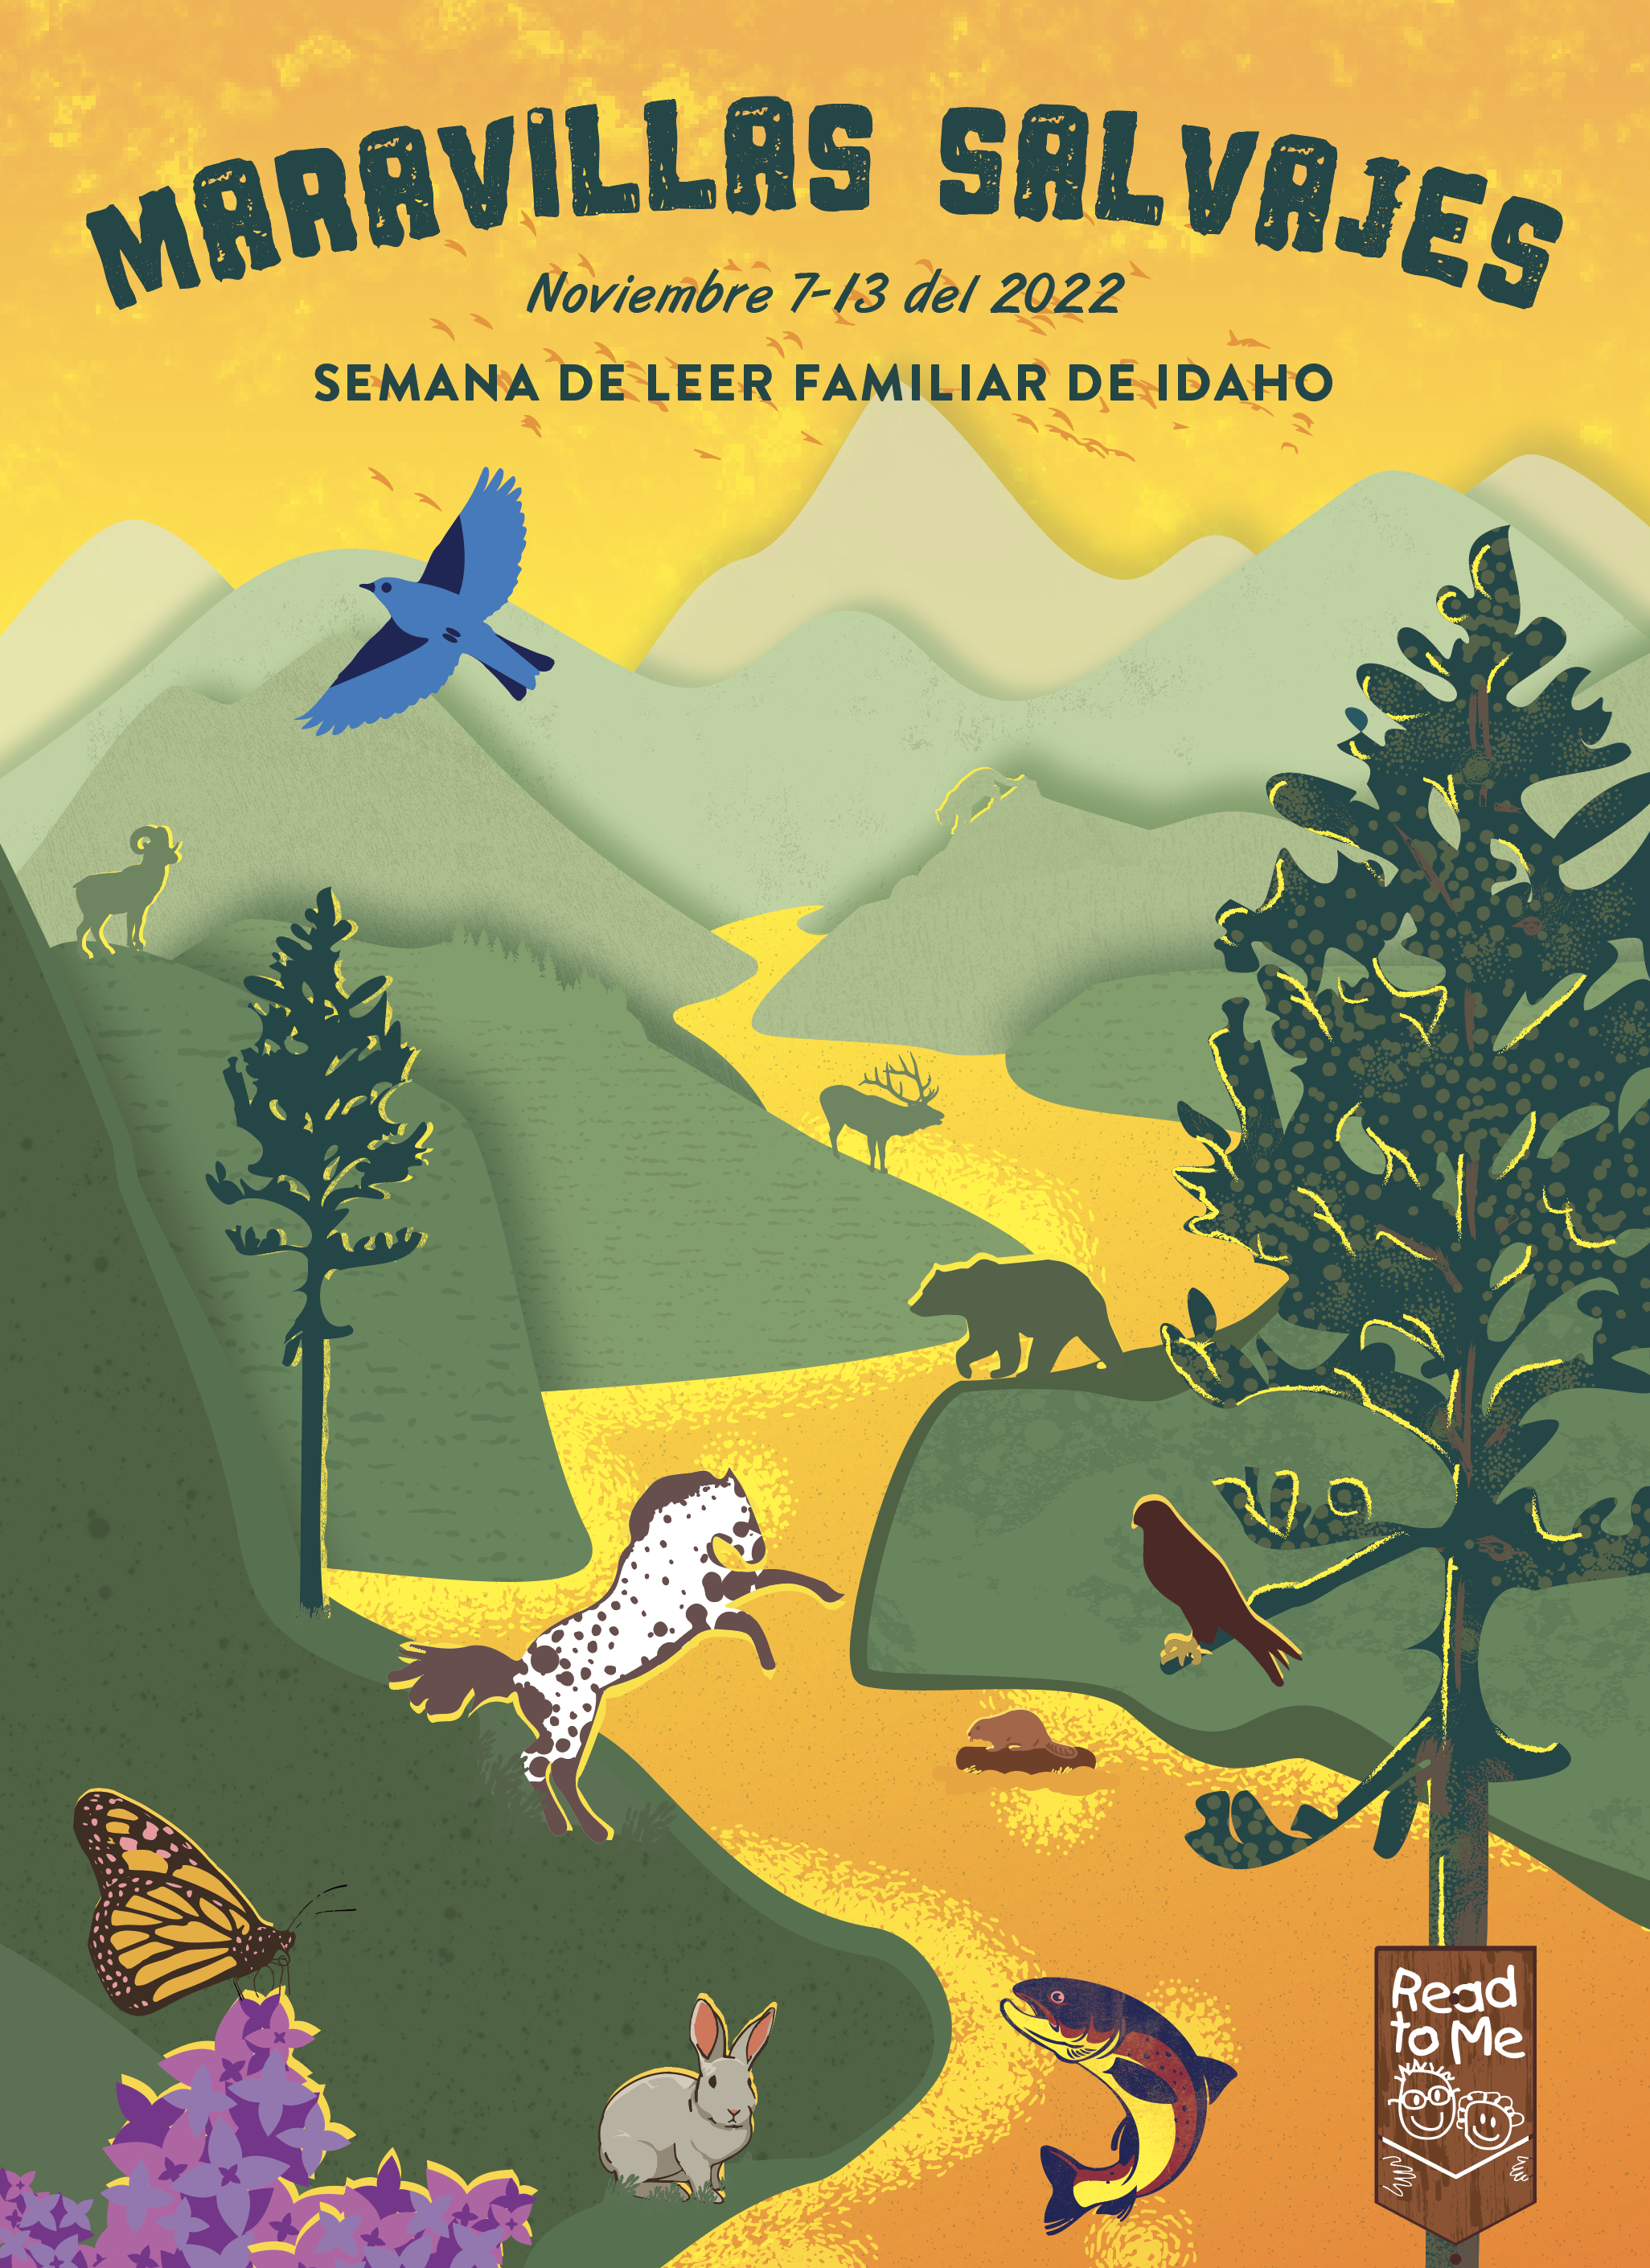 MARAVILLAS SALVAJES
Noviembre 7-13 del 2022
SEMANA DE LEER FAMILIAR DE IDAHO
Read
to Me